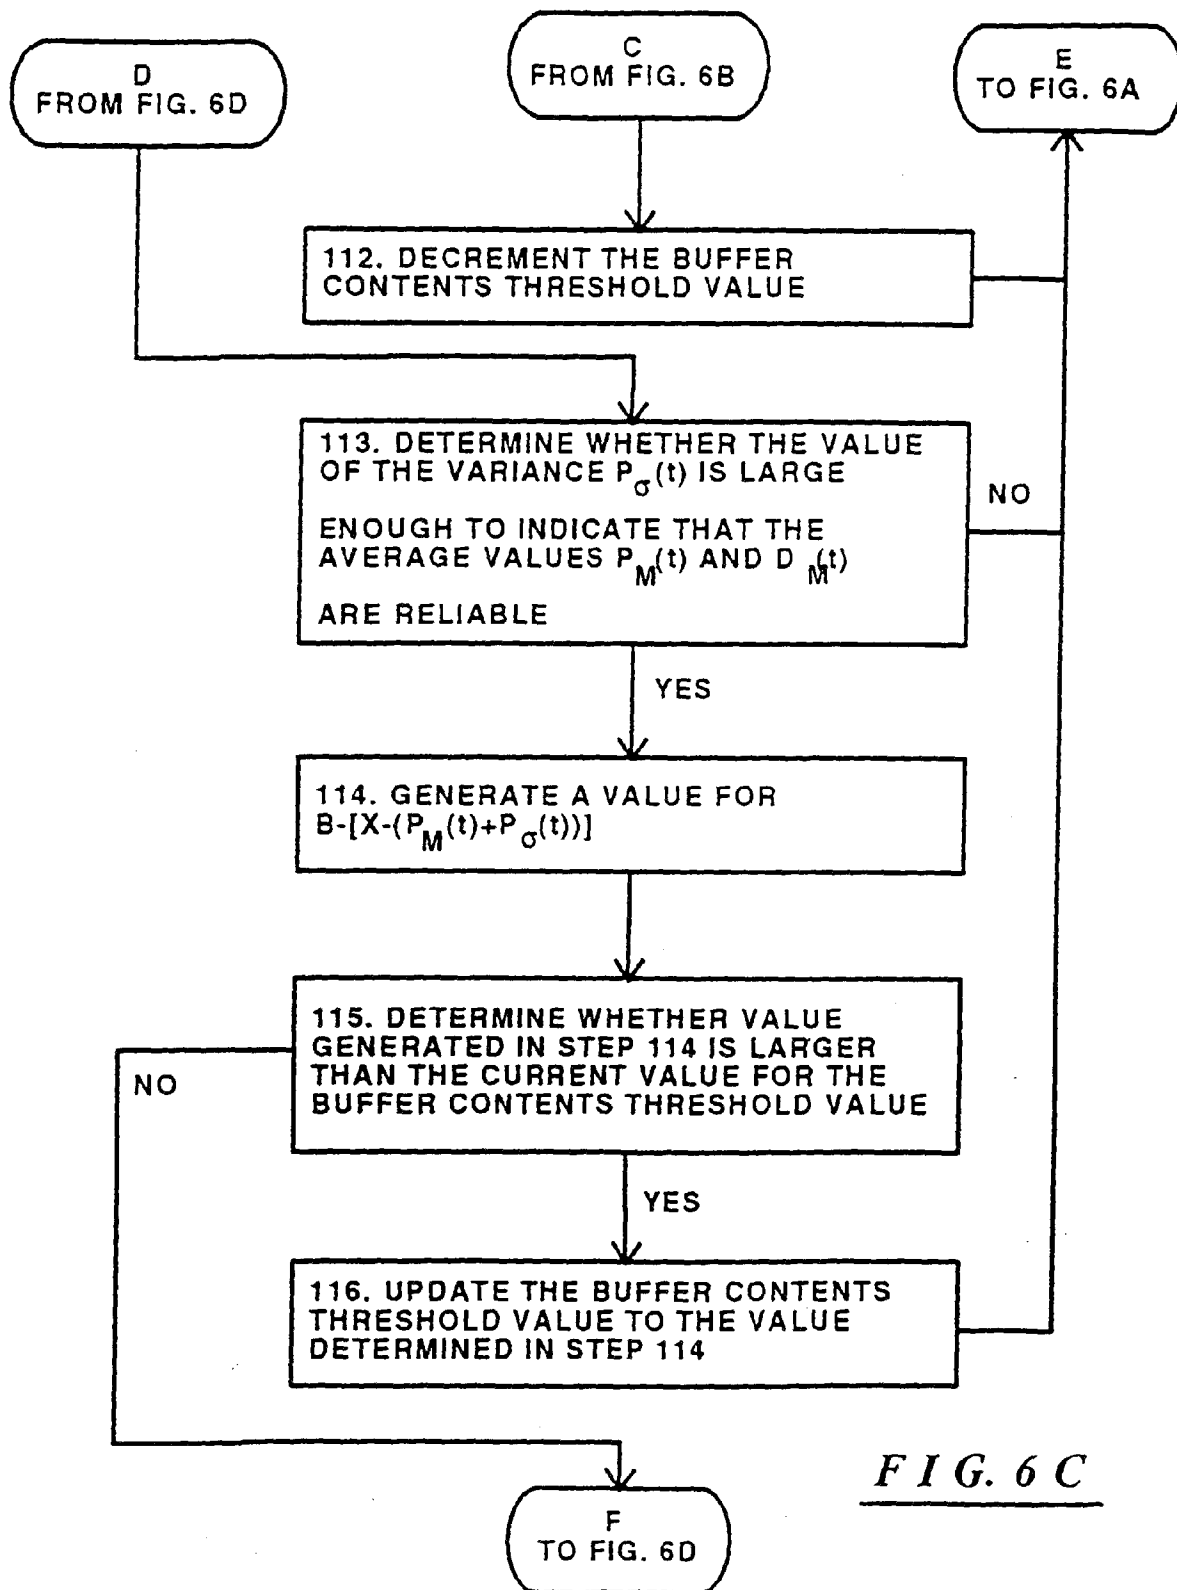 D
FROM FIG. 6D
C
FROM FIG. 6B
E
TO FIG. 6A
112. DECREMENT THE BUFFER
CONTENTS THRESHOLD VALUE
113. DETERMINE WHETHER THE VALUE
OF THE VARIANCE Pσ(t) IS LARGE
ENOUGH TO INDICATE THAT THE
AVERAGE VALUES PM(t) AND DM(t)
ARE RELIABLE
NO
YES
114. GENERATE A VALUE FOR
B-[X-(PM(t)+Pσ(t))]
115. DETERMINE WHETHER VALUE
GENERATED IN STEP 114 IS LARGER
THAN THE CURRENT VALUE FOR THE
BUFFER CONTENTS THRESHOLD VALUE
NO
YES
116. UPDATE THE BUFFER CONTENTS
THRESHOLD VALUE TO THE VALUE
DETERMINED IN STEP 114
FIG. 6C
F
TO FIG. 6D